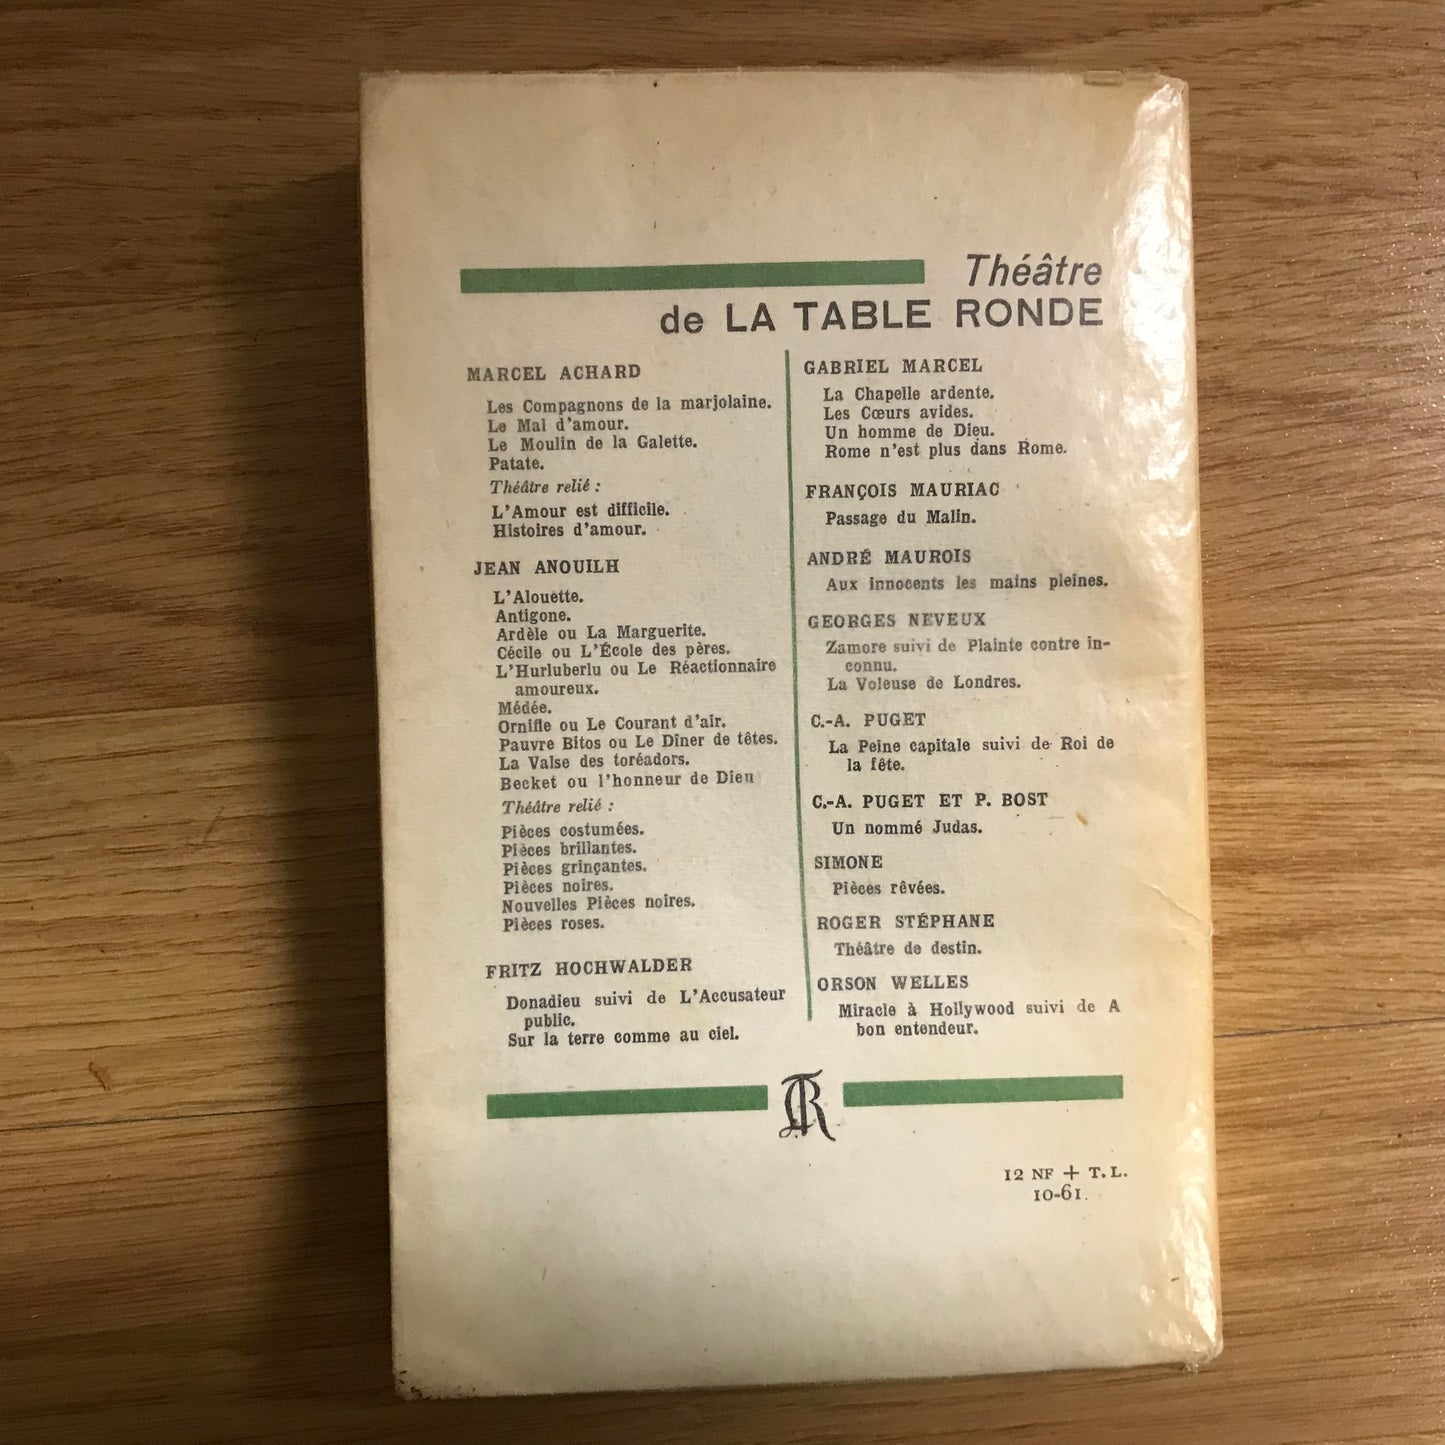 Théâtre
de LA TABLE RONDE
MARCEL ACHARD
Les Compagnons de la marjolaine.
Le Mal d'amour.
Le Moulin de la Galette.
Patate.
Théâtre relié :
L'Amour est difficile.
Histoires d'amour.
JEAN ANOUILH
L'Alouette.
Antigone.
Ardèle ou La Marguerite.
Cécile ou L'École des pères.
L'Hurluberlu ou Le Réactionnaire
amoureux.
Médée.
Ornifle ou Le Courant d'air.
Pauvre Bitos ou Le Dîner de têtes.
La Valse des toréadors.
Becket ou l'honneur de Dieu
Théâtre relié :
Pièces costumées.
Pièces brillantes.
Pièces grinçantes.
Pièces noires.
Nouvelles Pièces noires.
Pièces roses.
FRITZ HOCHWALDER
Donadieu suivi de L'Accusateur
public.
Sur la terre comme au ciel.
GABRIEL MARCEL
La Chapelle ardente.
Les Cœurs avides.
Un homme de Dieu.
Rome n'est plus dans Rome.
FRANÇOIS MAURIAC
Passage du Malin.
ANDRÉ MAUROIS
Aux innocents les mains pleines.
GEORGES NEVEUX
Zamore suivi de Plainte contre in-
connu.
La Voleuse de Londres.
C.-A. PUGET
La Peine capitale suivi de Roi de
la fête.
C.-A. PUGET ET P. BOST
Un nommé Judas.
SIMONE
Pièces rêvées.
ROGER STÉPHANE
Théâtre de destin.
ORSON WELLES
Miracle à Hollywood suivi de A
bon entendeur.
TR
12 NF + T.L.
10-61.